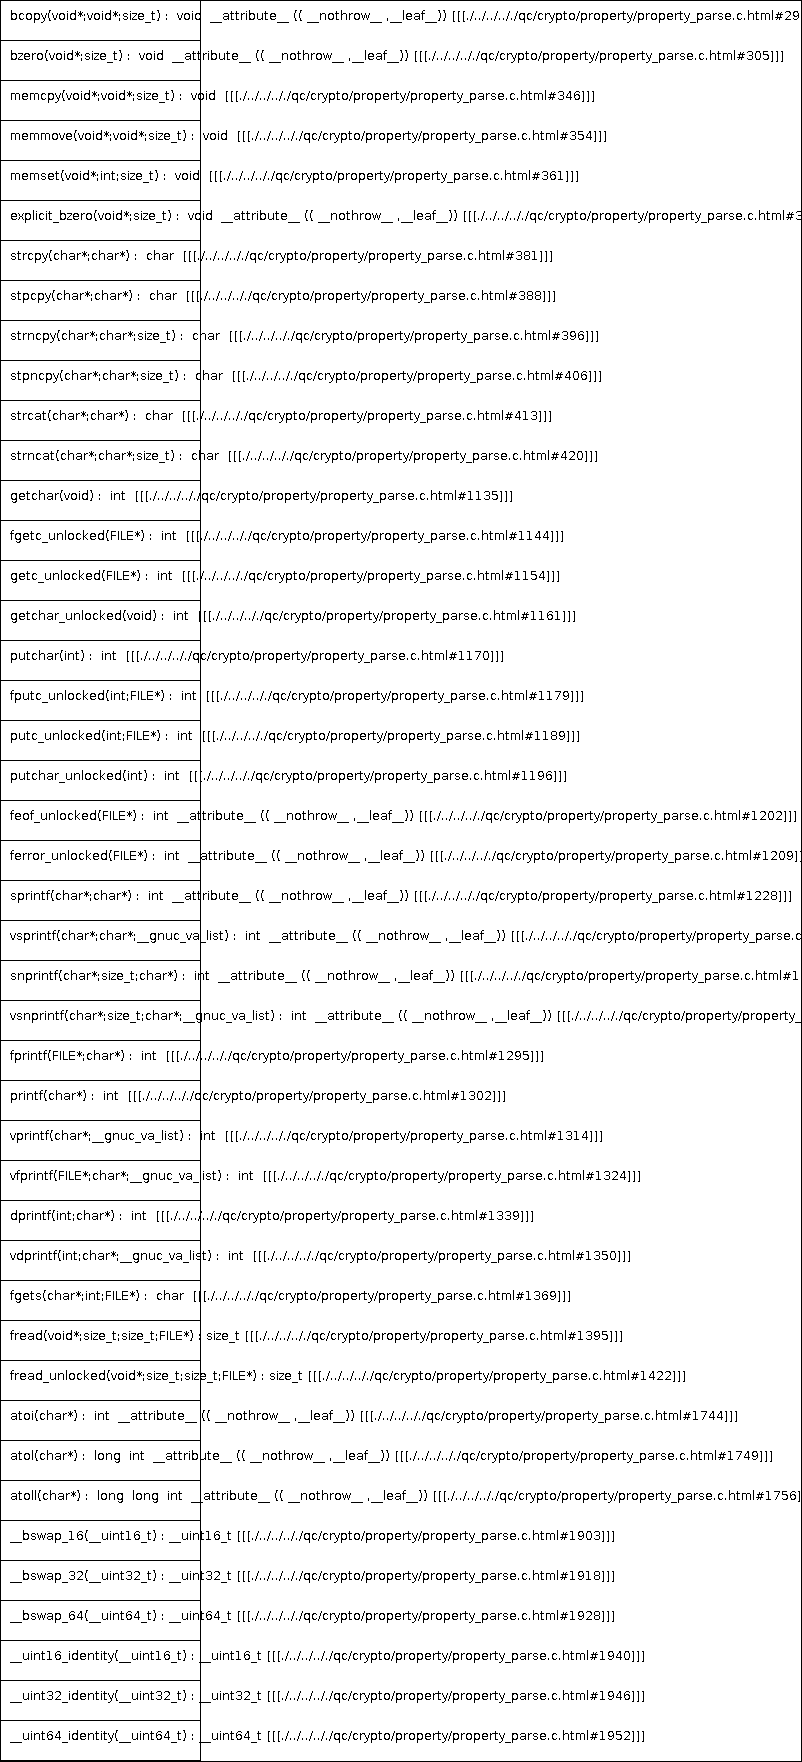 bcopy(void*;void*;size_t) : void __attribute__ (( __nothrow__ ,__leaf__)) [[[./../../../qc/crypto/property/property_parse.c.html#29
bzero(void*;size_t) : void __attribute__ (( __nothrow__ ,__leaf__)) [[[./../../../../qc/crypto/property/property_parse.c.html#305]]]
memcpy(void*;void*;size_t) : void [[[./../../../../qc/crypto/property/property_parse.c.html#346]]]
memmove(void*;void*;size_t) : void [[[./../../../../qc/crypto/property/property_parse.c.html#354]]]
memset(void*;int;size_t) : void [[[./../../../../qc/crypto/property/property_parse.c.html#361]]]
explicit_bzero(void*;size_t) : void __attribute__ (( __nothrow__ ,__leaf__)) [[[./../../../../qc/crypto/property/property_parse.c.html#3
strcpy(char*;char*) : char [[[./../../../../qc/crypto/property/property_parse.c.html#381]]]
stpcpy(char*;char*) : char [[[./../../../../qc/crypto/property/property_parse.c.html#388]]]
strncpy(char*;char*;size_t) : char [[[./../../../../qc/crypto/property/property_parse.c.html#396]]]
stpncpy(char*;char*;size_t) : char [[[./../../../../qc/crypto/property/property_parse.c.html#406]]]
strcat(char*;char*) : char [[[./../../../../qc/crypto/property/property_parse.c.html#413]]]
strncat(char*;char*;size_t) : char [[[./../../../../qc/crypto/property/property_parse.c.html#420]]]
getchar(void) : int [[[./../../../../qc/crypto/property/property_parse.c.html#1135]]]
fgetc_unlocked(FILE*) : int [[[./../../../../qc/crypto/property/property_parse.c.html#1144]]]
getc_unlocked(FILE*) : int [[[./../../../../qc/crypto/property/property_parse.c.html#1154]]]
getchar_unlocked(void) : int [[[./../../../../qc/crypto/property/property_parse.c.html#1161]]]
putchar(int) : int [[[./../../../../qc/crypto/property/property_parse.c.html#1170]]]
fputc_unlocked(int;FILE*) : int [[[./../../../../qc/crypto/property/property_parse.c.html#1179]]]
putc_unlocked(int;FILE*) : int [[[./../../../../qc/crypto/property/property_parse.c.html#1189]]]
putchar_unlocked(int) : int [[[./../../../../qc/crypto/property/property_parse.c.html#1196]]]
feof_unlocked(FILE*) : int __attribute__ (( __nothrow__ ,__leaf__)) [[[./../../../../qc/crypto/property/property_parse.c.html#1202]]]
ferror_unlocked(FILE*) : int __attribute__ (( __nothrow__ ,__leaf__)) [[[./../../../../qc/crypto/property/property_parse.c.html#1209]]
sprintf(char*;char*) : int __attribute__ (( __nothrow__ ,__leaf__)) [[[./../../../../qc/crypto/property/property_parse.c.html#1228]]]
vsprintf(char*;char*;__gnuc_va_list) : int __attribute__ (( __nothrow__ ,__leaf__)) [[[./../../../../qc/crypto/property/property_parse.c
snprintf(char*;size_t;char*) : int __attribute__ (( __nothrow__ ,__leaf__)) [[[./../../../../qc/crypto/property/property_parse.c.html#1
vsnprintf(char*;size_t;char*;__gnuc_va_list) : int __attribute__ (( __nothrow__ ,__leaf__)) [[[./../../../../qc/crypto/property/property_
fprintf(FILE*;char*) : int [[[./../../../../qc/crypto/property/property_parse.c.html#1295]]]
printf(char*) : int [[[./../../../../qc/crypto/property/property_parse.c.html#1302]]]
vprintf(char*;__gnuc_va_list) : int [[[./../../../../qc/crypto/property/property_parse.c.html#1314]]]
vfprintf(FILE*;char*;__gnuc_va_list) : int [[[./../../../../qc/crypto/property/property_parse.c.html#1324]]]
dprintf(int;char*) : int [[[./../../../../qc/crypto/property/property_parse.c.html#1339]]]
vdprintf(int;char*;__gnuc_va_list) : int [[[./../../../../qc/crypto/property/property_parse.c.html#1350]]]
fgets(char*;int;FILE*) : char [[[./../../../../qc/crypto/property/property_parse.c.html#1369]]]
fread(void*;size_t;size_t;FILE*) : size_t [[[./../../../../qc/crypto/property/property_parse.c.html#1395]]]
fread_unlocked(void*;size_t;size_t;FILE*) : size_t [[[./../../../../qc/crypto/property/property_parse.c.html#1422]]]
atoi(char*) : int __attribute__ (( __nothrow__ ,__leaf__)) [[[./../../../../qc/crypto/property/property_parse.c.html#1744]]]
atol(char*) : long int __attribute__ (( __nothrow__ ,__leaf__)) [[[./../../../../qc/crypto/property/property_parse.c.html#1749]]]
atoll(char*) : long long int __attribute__ (( __nothrow__ ,__leaf__)) [[[./../../../../qc/crypto/property/property_parse.c.html#1756]
__bswap_16(__uint16_t) : __uint16_t [[[./../../../../qc/crypto/property/property_parse.c.html#1903]]]
__bswap_32(__uint32_t) : __uint32_t [[[./../../../../qc/crypto/property/property_parse.c.html#1918]]]
__bswap_64(__uint64_t) : __uint64_t [[[./../../../../qc/crypto/property/property_parse.c.html#1928]]]
__uint16_identity(__uint16_t) : __uint16_t [[[./../../../../qc/crypto/property/property_parse.c.html#1940]]]
__uint32_identity(__uint32_t) : __uint32_t [[[./../../../../qc/crypto/property/property_parse.c.html#1946]]]
__uint64_identity(__uint64_t) : __uint64_t [[[./../../../../qc/crypto/property/property_parse.c.html#1952]]]